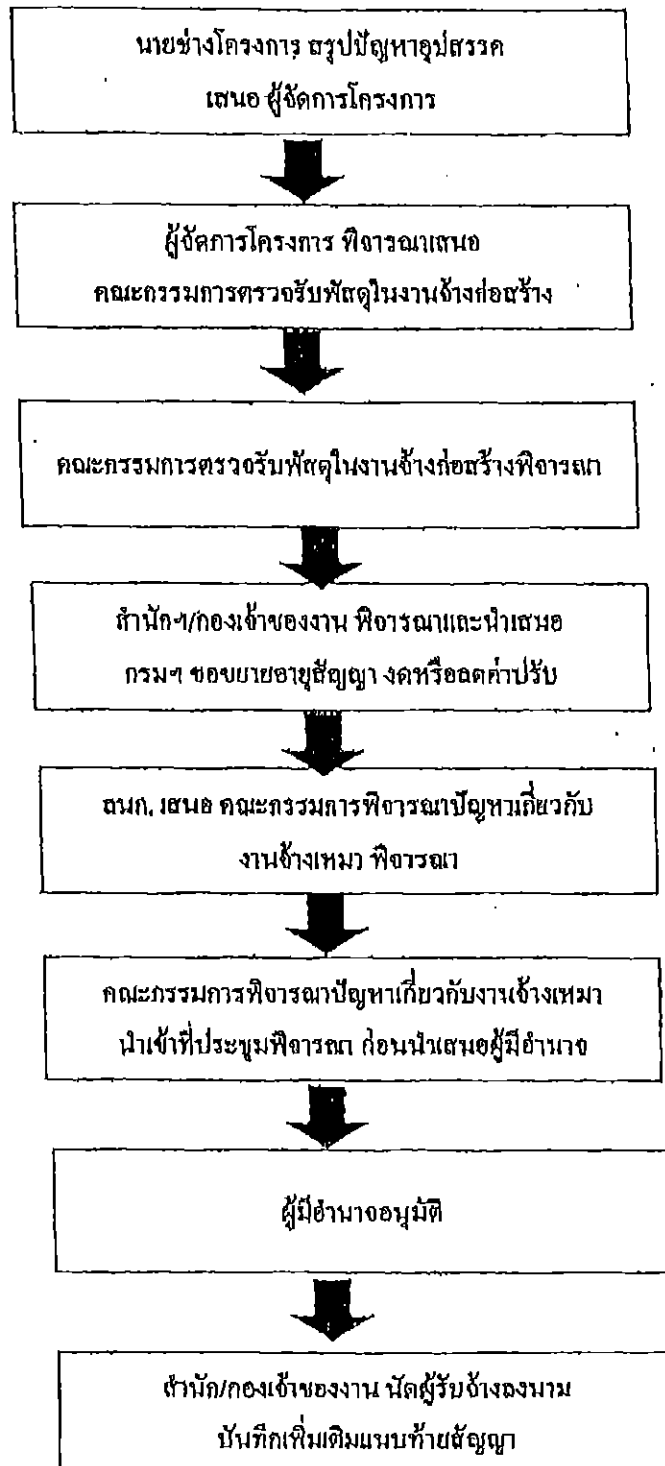 นายช่างโครงการ สรุปปัญหาอุปสรรค
เสนอ ผู้จัดการโครงการ
ผู้จัดการโครงการ พิจารณาเสนอ
คณะกรรมการตรวจรับพัสดุในงานจ้างก่อสร้าง
คณะกรรมการตรวจรับพัสดุในงานจ้างก่อสร้างพิจารณา
สำนักฯ/กองเจ้าของงาน พิจารณาและนำเสนอ
กรมฯ ขอขยายอายุสัญญา งดหรือลดค่าปรับ
สนก. เสนอ คณะกรรมการพิจารณาปัญหาเกี่ยวกับ
งานจ้างเหมา พิจารณา
คณะกรรมการพิจารณาปัญหาเกี่ยวกับงานจ้างเหมา
นำเข้าที่ประชุมพิจารณา ก่อนนำเสนอผู้มีอำนาจ
ผู้มีอำนาจอนุมัติ
สำนัก/กองเจ้าของงาน นัดผู้รับจ้างลงนาม
บันทึกเพิ่มเติมแนบท้ายสัญญา